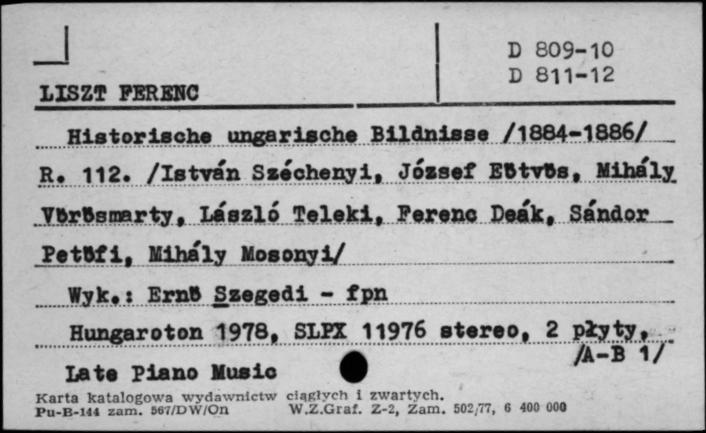 D 809-10
D 811-12
LISZT FERENC
Historische ungarische Bildnisse /1884-1886/
R. 112. /István Széchenyi, József Eötvös, Mihály
Vörösmarty, László Teleki, Ferenc Deák, Sándor
Petöfi, Mihály Mosonyi/
Wyk.: Ernö Szegedi - fpn
Hungaroton 1978, SLPX 11976 stereo, 2 płyty,
/A-B 1/
Late Piano Music
Karta katalogowa wydawnictw ciągłych i zwartych.
Pu-B-144 zam. 567/DW/On W.Z.Graf. Z-2, Zam. 502/77, 6 400 000